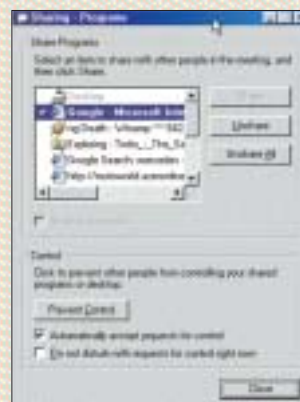 Sharing - Programs
Share Programs
Select an item to share with other people in the meeting, and
then click Share.
Desktop
Google - Microsoft Inte
Unshare
Exploring - To
Unshare All
Google Search:
Control
Click to prevent other people from controlling your shared
programs or desktop.
Prevent Control
Automatically accept requests for control
Do not disturb with requests for control right now
Close